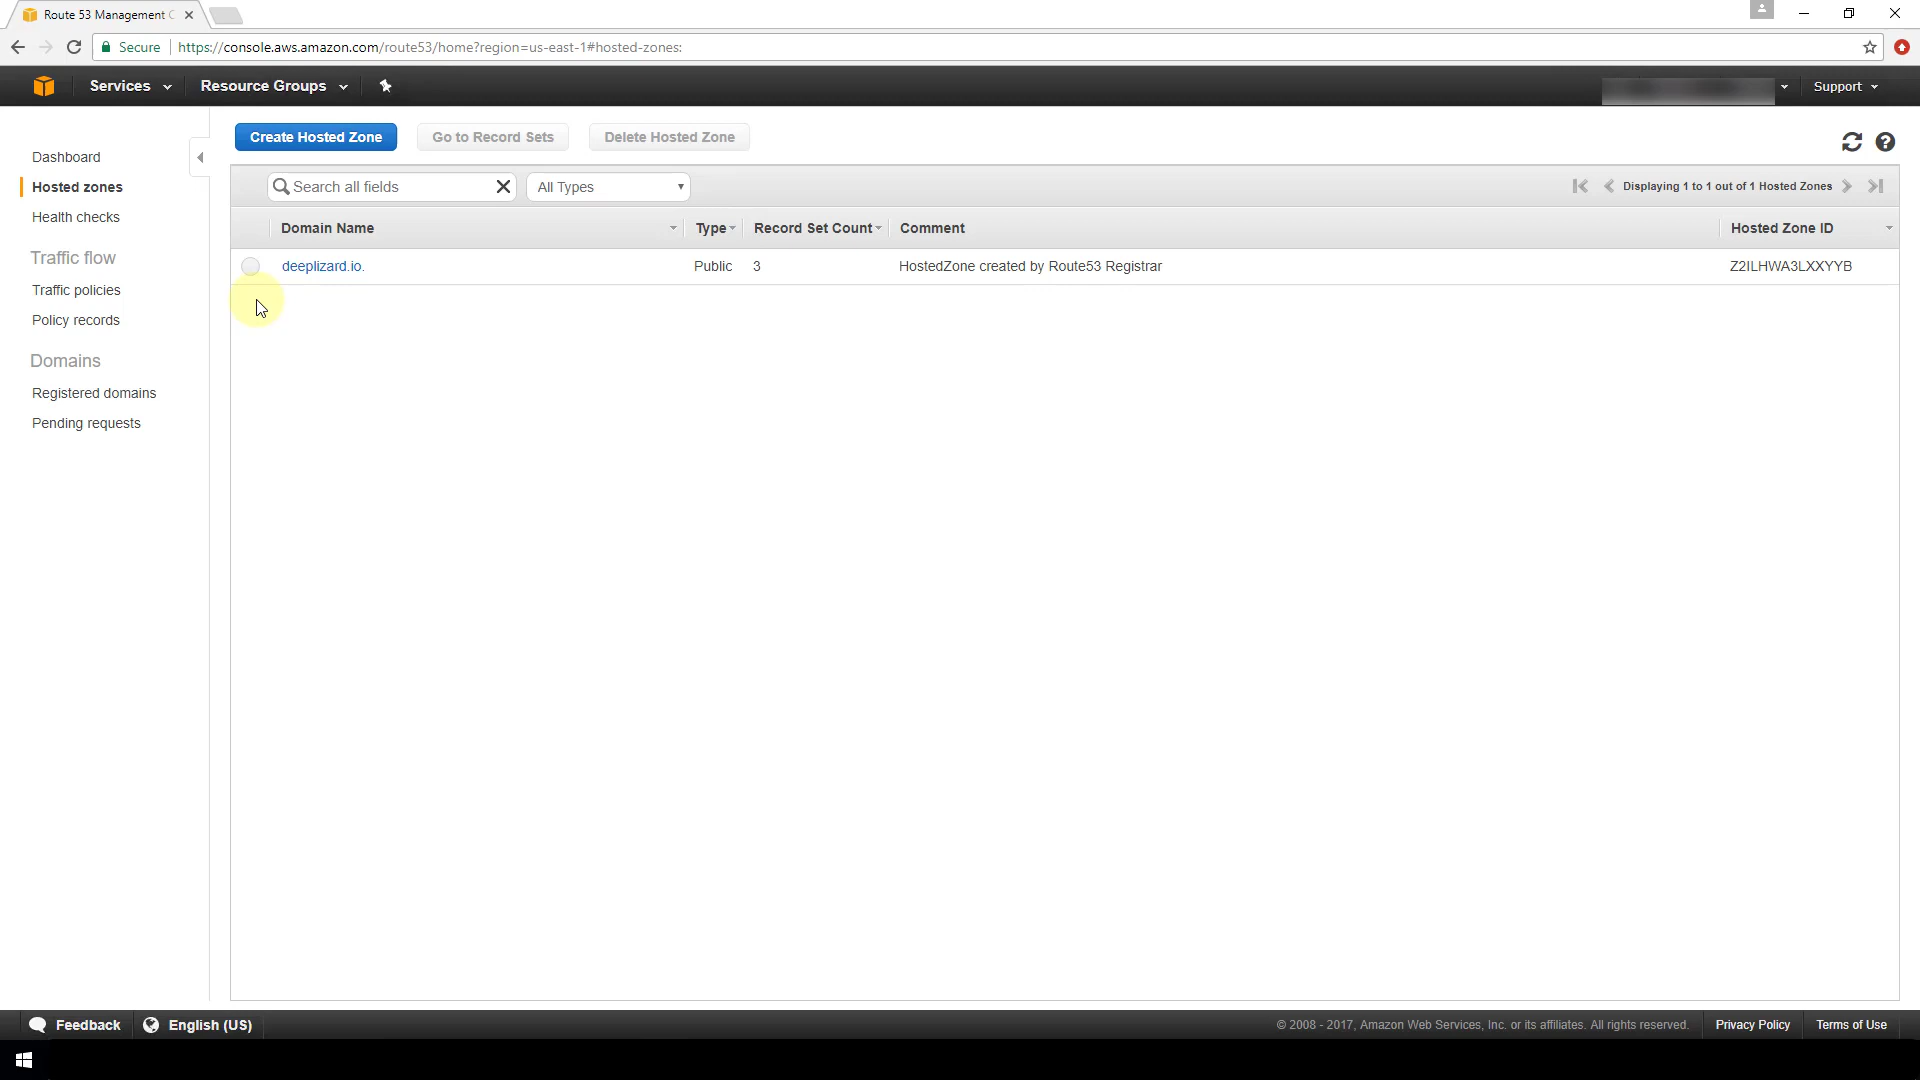 Route 53 Management C
Secure https://console.aws.amazon.com/route53/home?region=us-east-1#hosted-zones:
Services Resource Groups Support
Create Hosted Zone Go to Record Sets Delete Hosted Zone
Dashboard
Hosted zones
Health checks
Traffic flow
Traffic policies
Policy records
Domains
Registered domains
Pending requests
Search all fields All Types Displaying 1 to 1 out of 1 Hosted Zones
Domain Name Type Record Set Count Comment Hosted Zone ID
deeplizard.io. Public 3 HostedZone created by Route53 Registrar Z2ILHWA3LXXYYB
Feedback English (US) © 2008 - 2017, Amazon Web Services, Inc. or its affiliates. All rights reserved. Privacy Policy Terms of Use